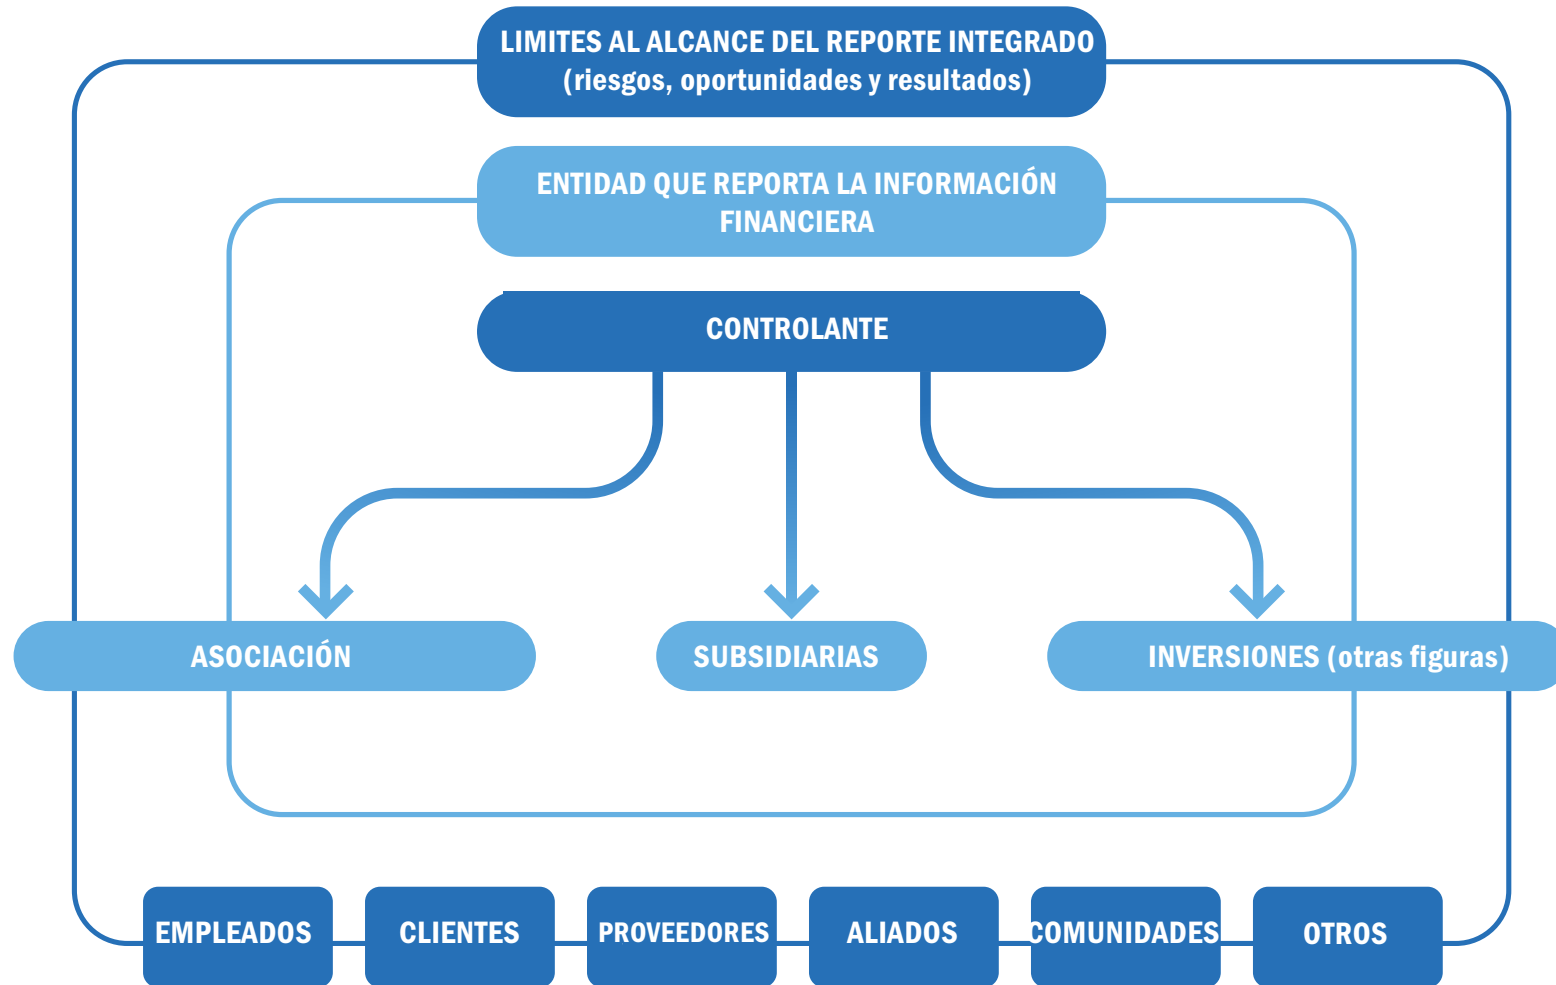 LIMITES AL ALCANCE DEL REPORTE INTEGRADO
(riesgos, oportunidades y resultados)
ENTIDAD QUE REPORTA LA INFORMACIÓN
FINANCIERA
CONTROLANTE
ASOCIACIÓN
SUBSIDIARIAS
INVERSIONES (otras figuras)
EMPLEADOS
CLIENTES
PROVEEDORES
ALIADOS
COMUNIDADES
OTROS